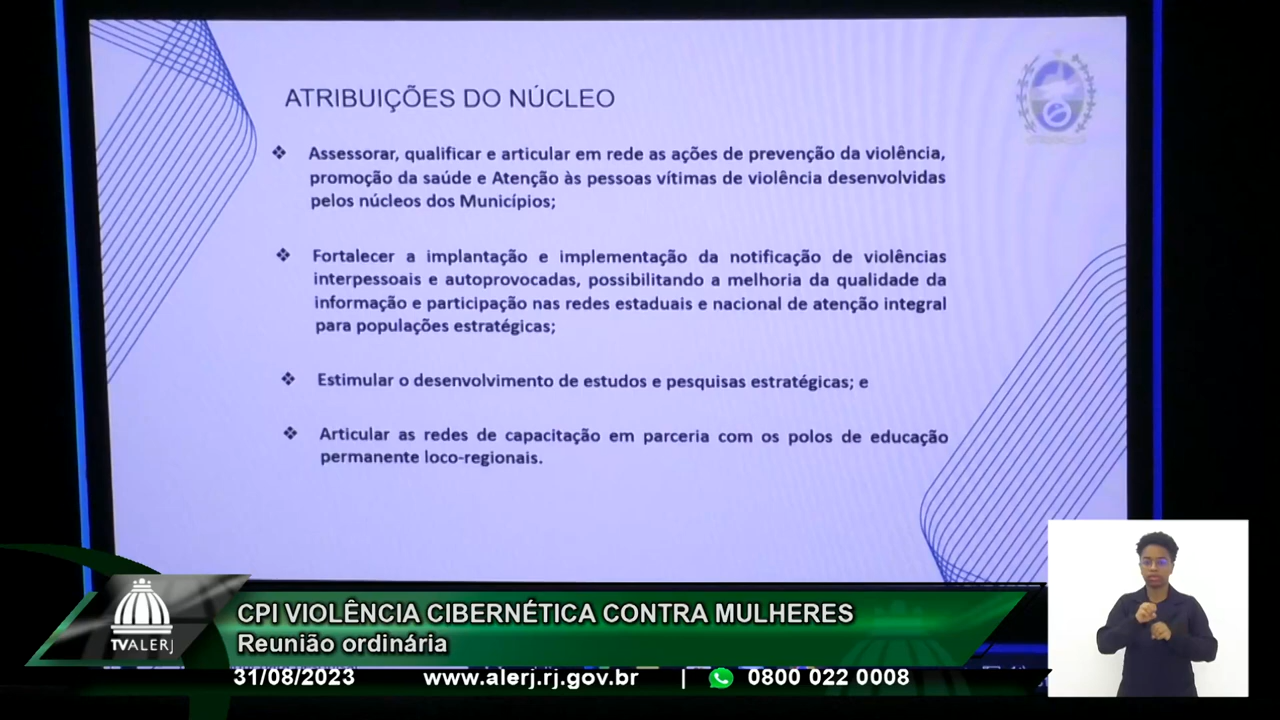 ATRIBUIÇÕES DO NÚCLEO
❖ Assessorar, qualificar e articular em rede as ações de prevenção da violência,
promoção da saúde e Atenção às pessoas vítimas de violência desenvolvidas
pelos núcleos dos Municípios;
❖ Fortalecer a implantação e implementação da notificação de violências
interpessoais e autoprovocadas, possibilitando a melhoria da qualidade da
informação e participação nas redes estaduais e nacional de atenção integral
para populações estratégicas;
❖ Estimular o desenvolvimento de estudos e pesquisas estratégicas; e
❖ Articular as redes de capacitação em parceria com os polos de educação
permanente loco-regionais.
CPI VIOLÊNCIA CIBERNÉTICA CONTRA MULHERES
Reunião ordinária
TVALERJ
31/08/2023 www.alerj.rj.gov.br | 0800 022 0008